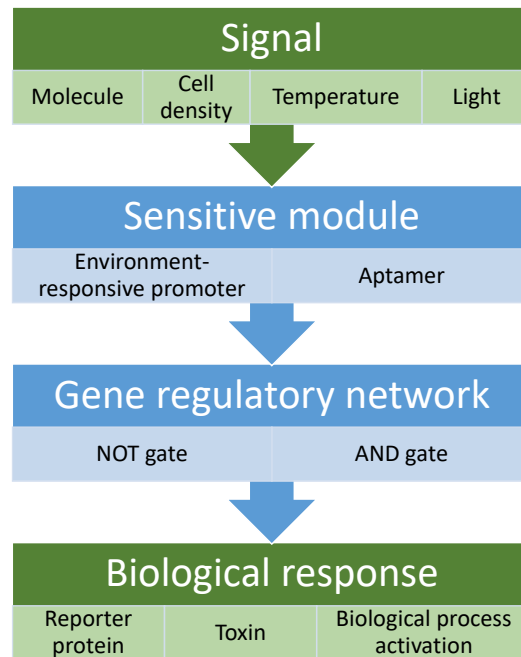 Signal
Molecule
Cell
density
Temperature
Light
Sensitive module
Environment-
responsive promoter
Aptamer
Gene regulatory network
NOT gate
AND gate
Biological response
Reporter
protein
Toxin
Biological process
activation